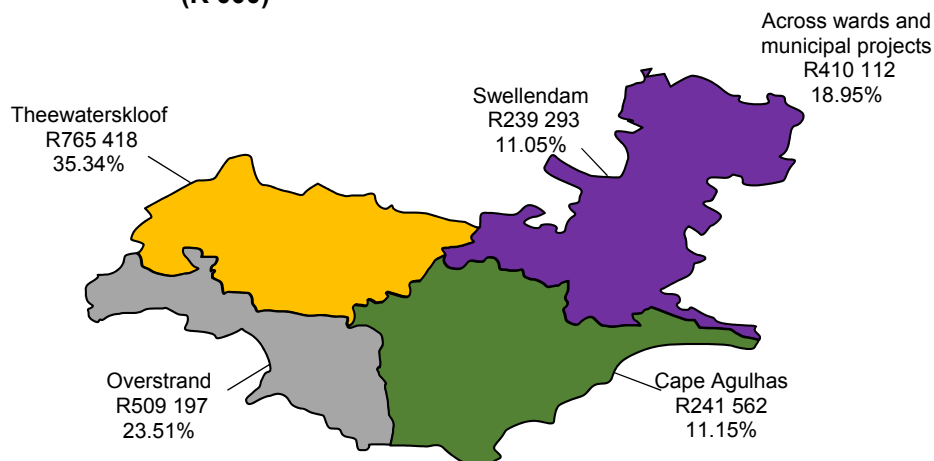 Across wards and
municipal projects
R410 112
18.95%
Swellendam
R239 293
11.05%
Theewaterskloof
R765 418
35.34%
Overstrand
R509 197
23.51%
Cape Agulhas
R241 562
11.15%